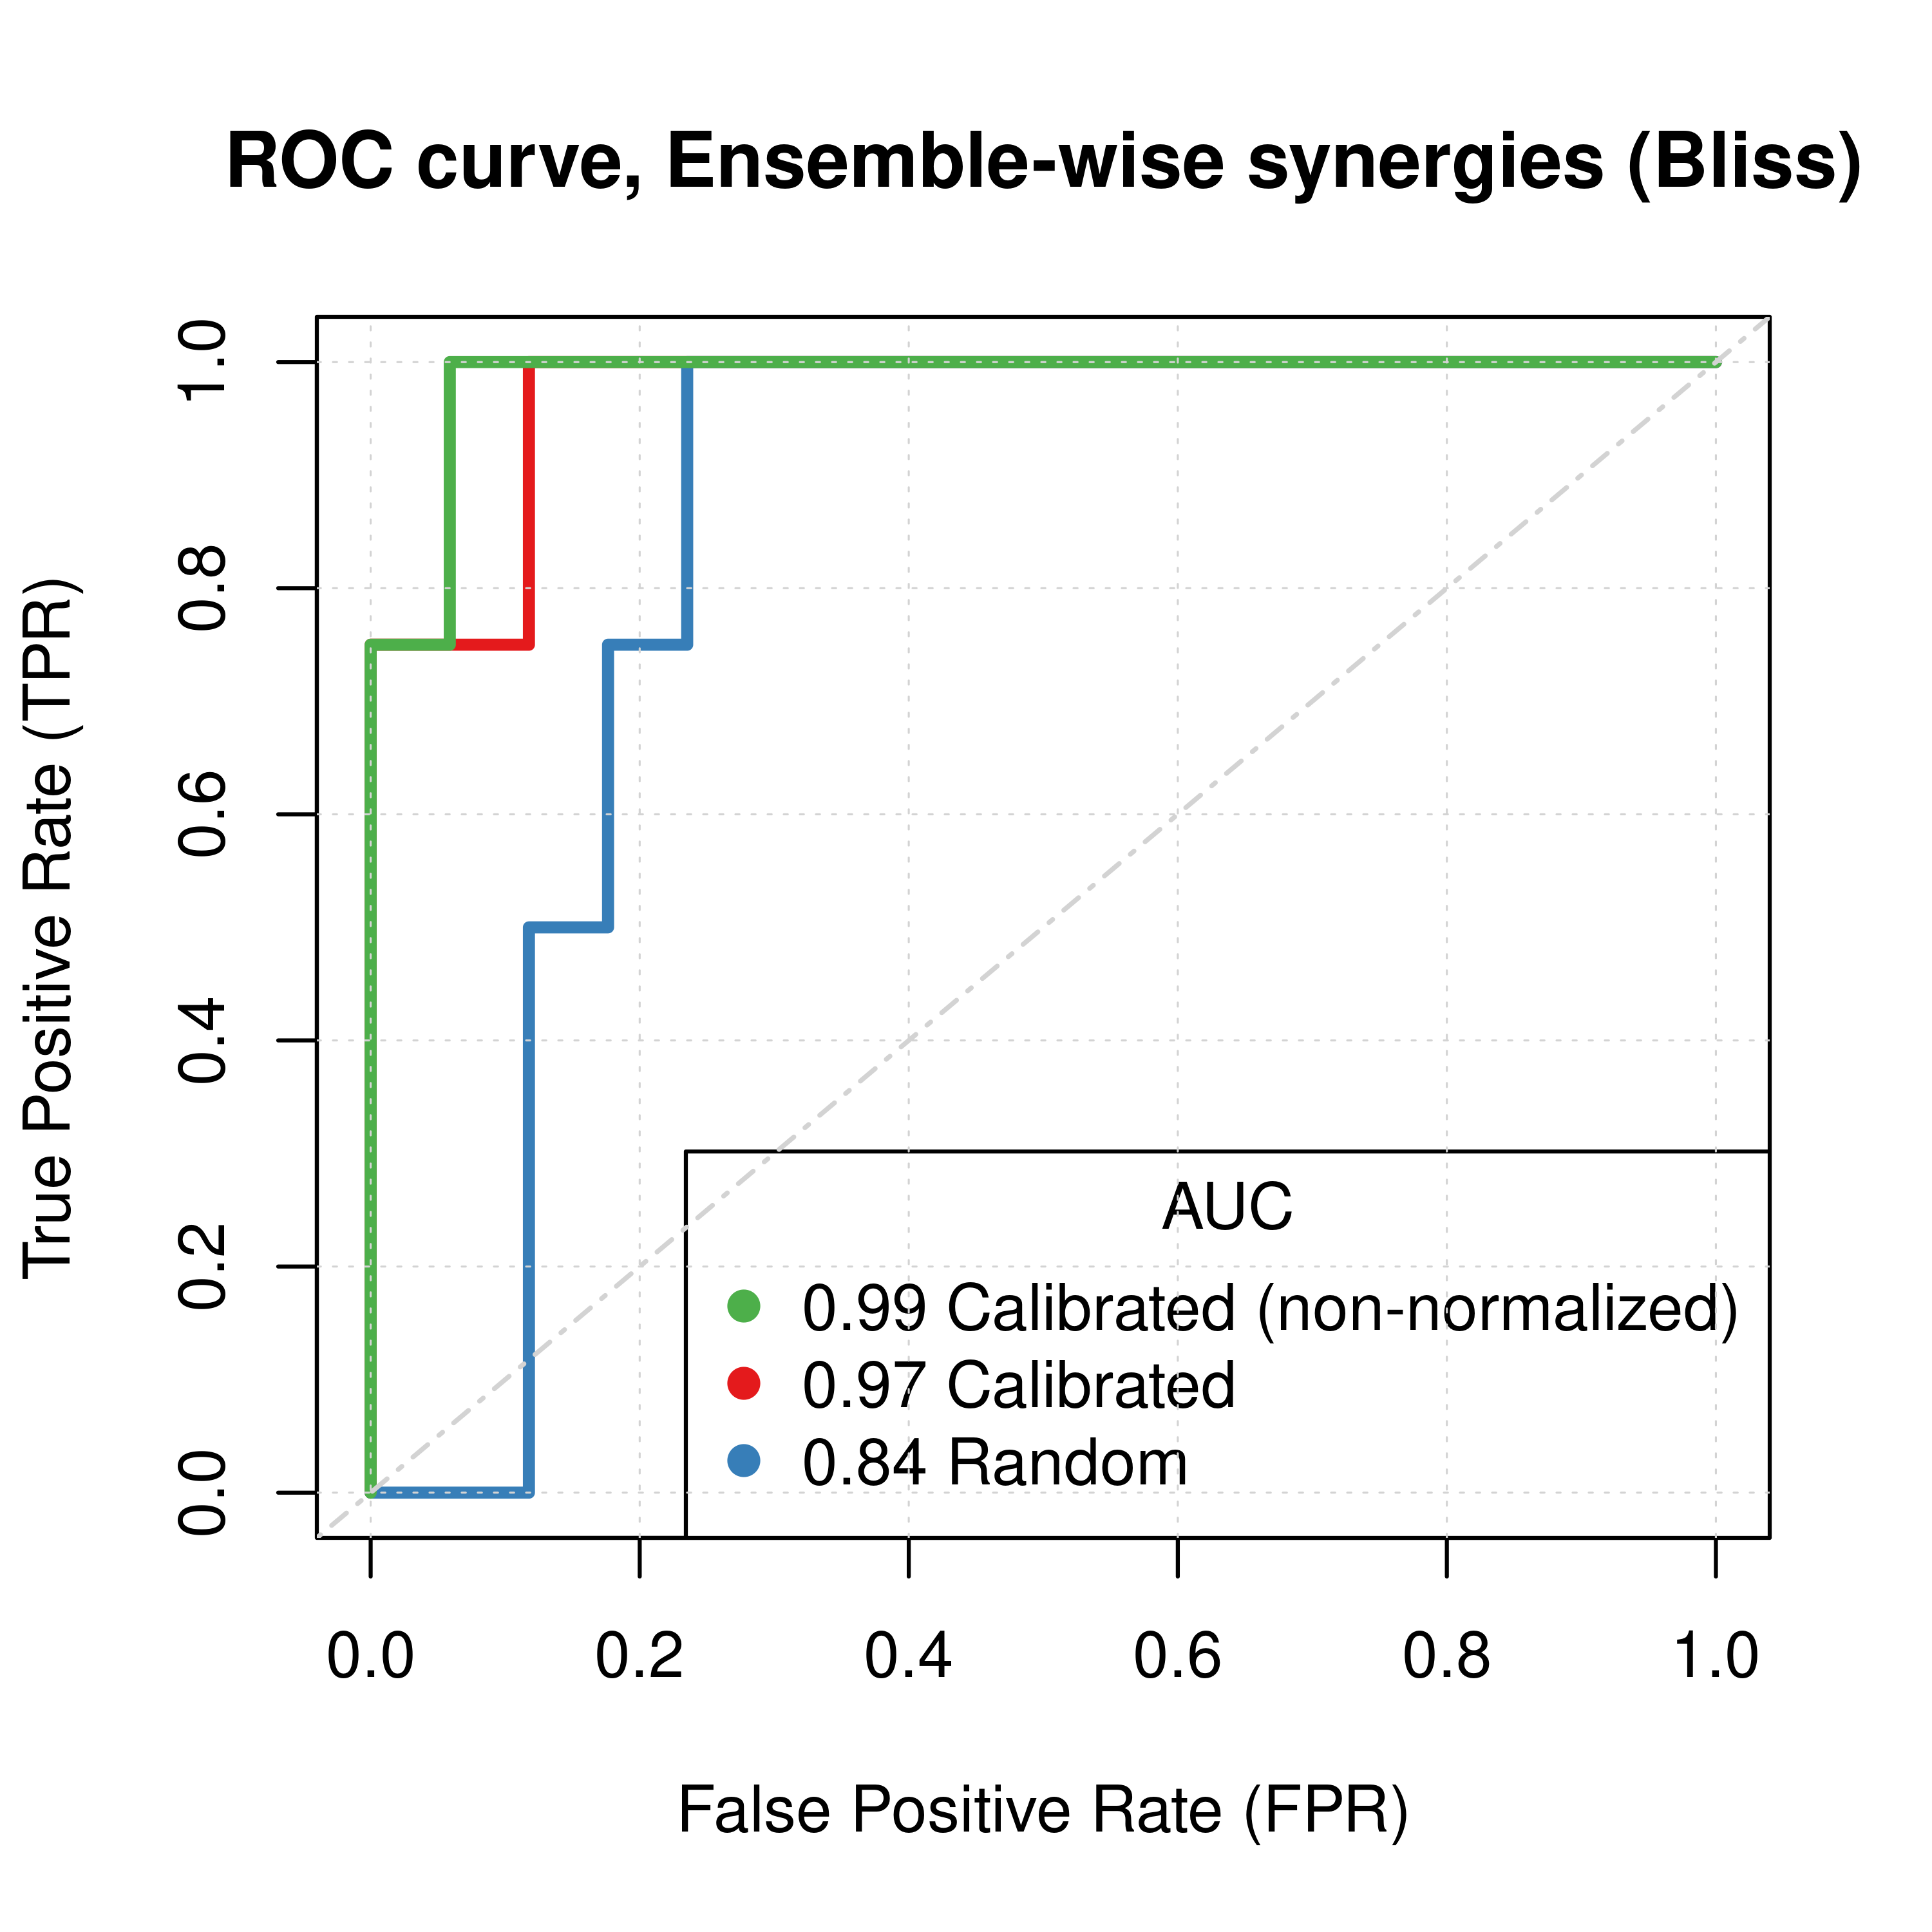 ROC curve, Ensemble-wise synergies (Bliss)
True Positive Rate (TPR)
1.0
0.8
0.6
0.4
0.2
0.0
AUC
0.99 Calibrated (non-normalized)
0.97 Calibrated
0.84 Random
0.0 0.2 0.4 0.6 0.8 1.0
False Positive Rate (FPR)